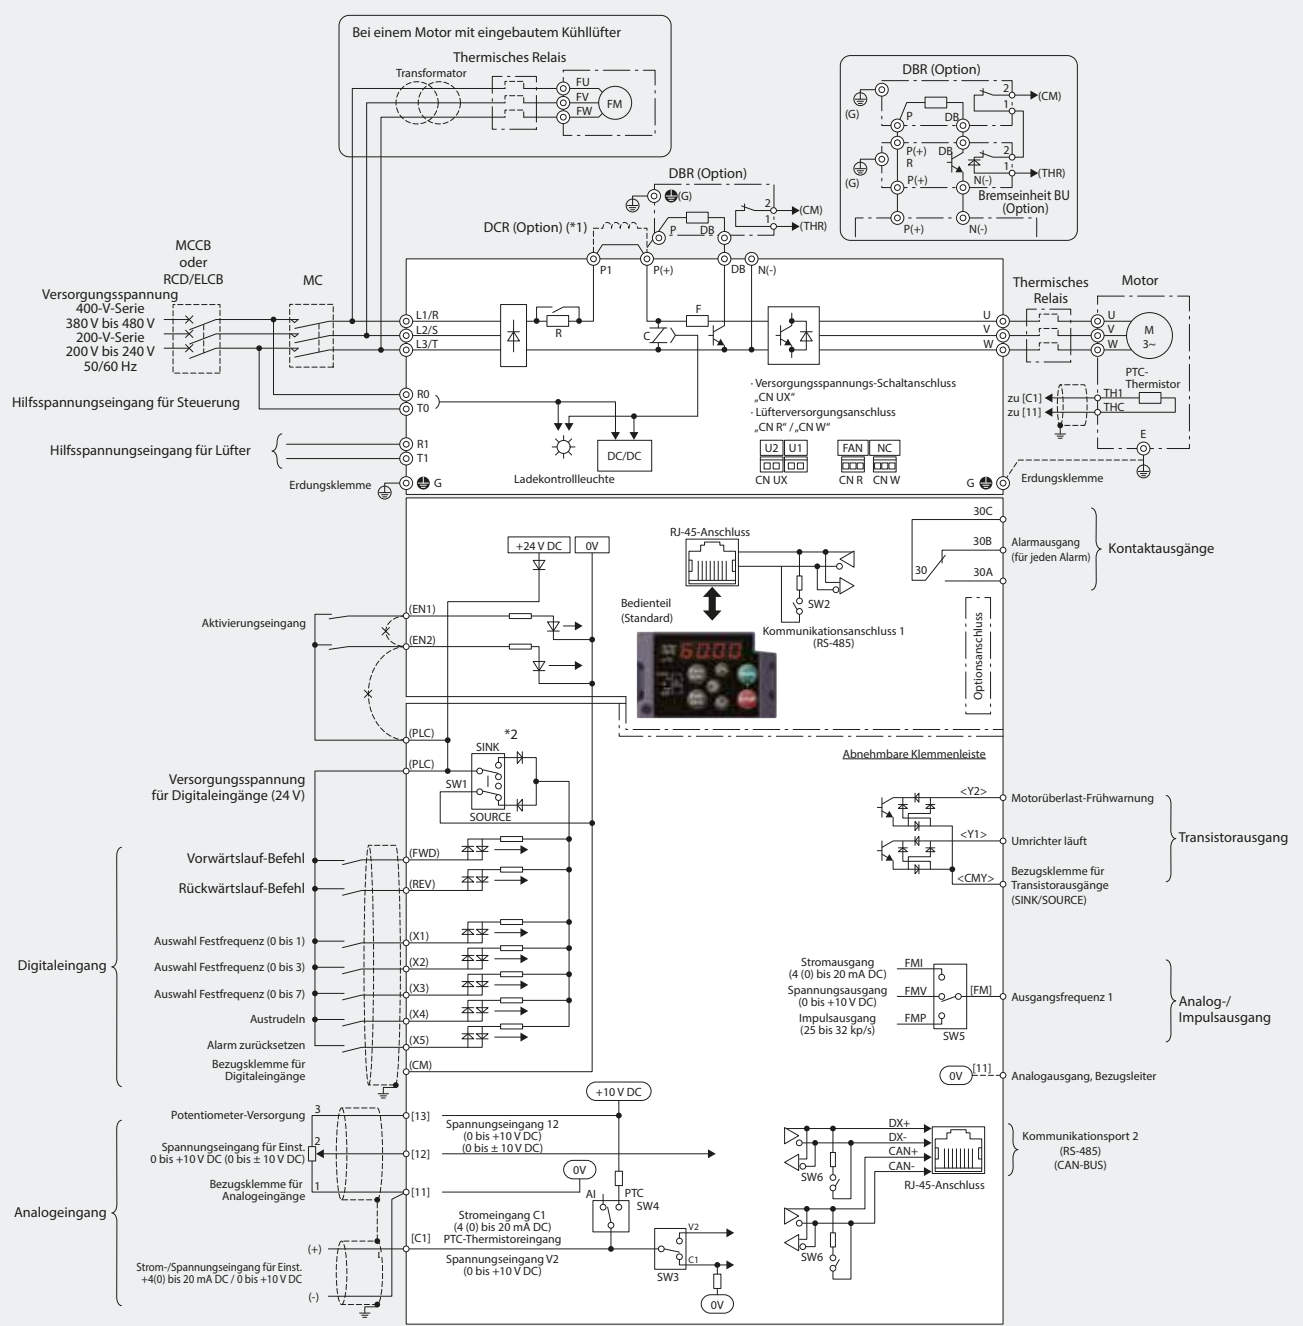 Bei einem Motor mit eingebautem Kühllüfter
Thermisches Relais
Transformator
FU
FV
FW
FM
DBR (Option)
(G)
P
DB
2
1
(CM)
P(+)
R
DB
2
1
(THR)
(G)
P(+)
N(-)
Bremseinheit BU
(Option)
P(+)
N(-)
DBR (Option)
(G)
2
1
(CM)
(THR)
DCR (Option) (*1)
P
DB
P1
P(+)
DB
N(-)
MCCB
oder
RCD/ELCB
MC
Versorgungsspannung
400-V-Serie
380 V bis 480 V
200-V-Serie
200 V bis 240 V
50/60 Hz
L1/R
L2/S
L3/T
R
F
C
U
V
W
Thermisches
Relais
Motor
U
V
W
M
3~
PTC-
Thermistor
zu [C1]
zu [11]
TH1
THC
E
Hilfsspannungseingang für Steuerung
R0
T0
· Versorgungsspannungs-Schaltanschluss
„CN UX“
· Lüfterversorgungsanschluss
„CN R“ / „CN W“
U2
U1
FAN
NC
CN UX
CN R
CN W
Hilfsspannungseingang für Lüfter
R1
T1
DC/DC
Ladekontrollleuchte
Erdungsklemme
G
G
Erdungsklemme
30C
30B
30
30A
Alarmausgang
(für jeden Alarm)
Kontaktausgänge
+24 V DC
0V
RJ-45-Anschluss
SW2
Bedienteil
(Standard)
Kommunikationsanschluss 1
(RS-485)
60.00
Optionsanschluss
Aktivierungseingang
(EN1)
(EN2)
(PLC)
Abnehmbare Klemmenleiste
Versorgungsspannung
für Digitaleingänge (24 V)
(PLC)
*2
SINK
SW1
SOURCE
<Y2>
Motorüberlast-Frühwarnung
<Y1>
Umrichter läuft
Transistorausgang
<CMY>
Bezugsklemme für
Transistorausgänge
(SINK/SOURCE)
Digitaleingang
Vorwärtslauf-Befehl
(FWD)
Rückwärtslauf-Befehl
(REV)
Auswahl Festfrequenz (0 bis 1)
(X1)
Auswahl Festfrequenz (0 bis 3)
(X2)
Auswahl Festfrequenz (0 bis 7)
(X3)
Austrudeln
(X4)
Alarm zurücksetzen
(X5)
Bezugsklemme für
Digitaleingänge
(CM)
Stromausgang
(4 (0) bis 20 mA DC)
FMI
Spannungsausgang
(0 bis +10 V DC)
FMV
Impulsausgang
(25 bis 32 kp/s)
FMP
[FM]
SW5
Ausgangsfrequenz 1
Analog-/
Impulsausgang
0V
[11]
Analogausgang, Bezugsleiter
Analogeingang
Potentiometer-Versorgung
3
[13]
+10 V DC
Spannungseingang 12
(0 bis +10 V DC)
(0 bis ± 10 V DC)
Spannungseingang für Einst.
0 bis +10 V DC (0 bis ± 10 V DC)
2
[12]
0V
Bezugsklemme für
Analogeingänge
1
[11]
AI
PTC
SW4
Stromeingang C1
(4 (0) bis 20 mA DC)
PTC-Thermistoreingang
[C1]
Spannungseingang V2
(0 bis +10 V DC)
V2
C1
SW3
0V
(+)
Strom-/Spannungseingang für Einst.
+4(0) bis 20 mA DC / 0 bis +10 V DC
(-)
DX+
DX-
CAN+
CAN-
SW6
RJ-45-Anschluss
SW6
Kommunikationsport 2
(RS-485)
(CAN-BUS)